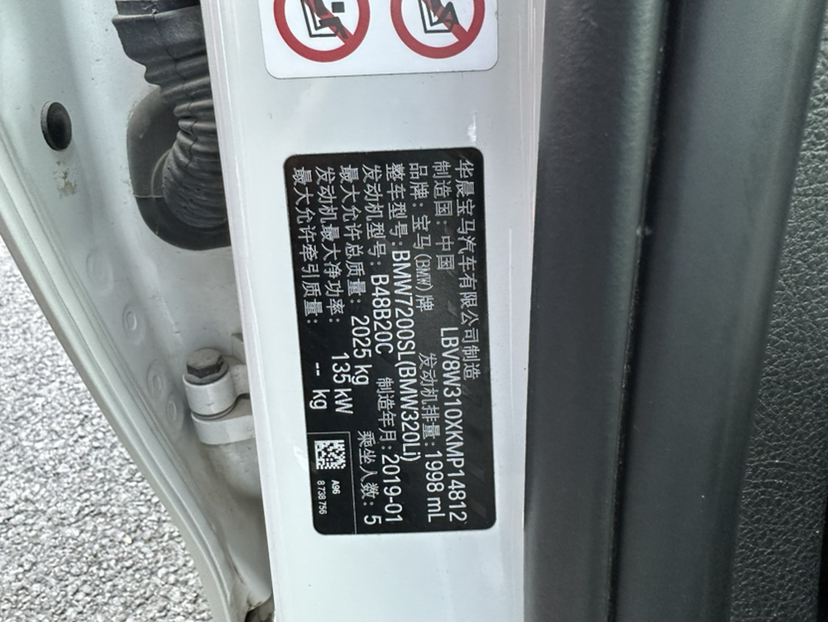 华晨宝马汽车有限公司制造
制造国：中国 LBV8W310XKMP14812
品牌：宝马(BMW)牌 发动机排量：1998 mL
整车型号：BMW7200SL(BMW320Li)
发动机型号：B48B20C 制造年月：2019-01
最大允许总质量：2025 kg 乘坐人数：5
发动机最大净功率：135 kW
最大允许牵引质量：-- kg
A96
8 738 756